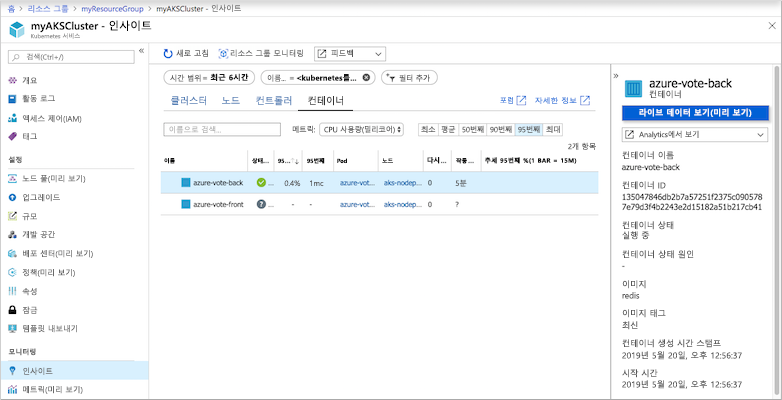 홈 > 리소스 그룹 > myResourceGroup > myAKSCluster - 인사이트
myAKSCluster - 인사이트
Kubernetes 서비스
검색(Ctrl+/)
개요
활동 로그
액세스 제어(IAM)
태그
설정
노드 풀(미리 보기)
업그레이드
규모
개발 공간
배포 센터(미리 보기)
정책(미리 보기)
속성
잠금
템플릿 내보내기
모니터링
인사이트
메트릭(미리 보기)
새로 고침 리소스 그룹 모니터링 피드백
시간 범위 = 최근 6시간 이름... = <kubernetes를... 필터 추가
클러스터 노드 컨트롤러 컨테이너 포럼 자세한 정보
이름으로 검색... 메트릭: CPU 사용량(밀리코어) 최소 평균 50번째 90번째 95번째 최대
2개 항목
이름 상태... 95...↑↓ 95번째 Pod 노드 다시... 작동... 추세 95번째 %(1 BAR = 15M)
azure-vote-back ... 0.4% 1mc azure-vot... aks-nodep... 0 5분
azure-vote-front ... - - azure-vot... aks-nodep... 0 ?
azure-vote-back
컨테이너
라이브 데이터 보기(미리 보기)
Analytics에서 보기
컨테이너 이름
azure-vote-back
컨테이너 ID
135047846db2b7a57251f2375c090578
7e79d3f4b2243e2d15182a51b217cb41
컨테이너 상태
실행 중
컨테이너 상태 원인
-
이미지
redis
이미지 태그
최신
컨테이너 생성 시간 스탬프
2019년 5월 20일, 오후 12:56:37
시작 시간
2019년 5월 20일, 오후 12:56:37